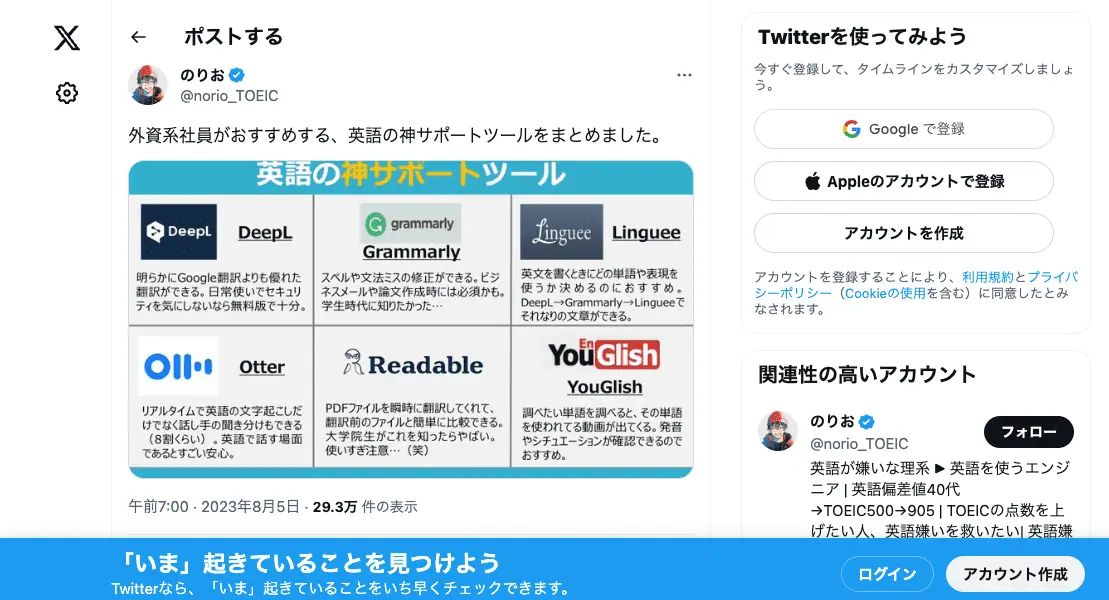 ポストする
のりお
@norio_TOEIC
外資系社員がおすすめする、英語の神サポートツールをまとめました。
英語の神サポートツール
DeepL
DeepL
明らかにGoogle翻訳よりも優れた
翻訳ができる。日常使いでセキュリ
ティを気にしないなら無料版で十分。
grammarly
Grammarly
スペルや文法ミスの修正ができる。ビジ
ネスメールや論文作成時には必須かも。
学生時代に知りたかった…
Linguee
Linguee
英文を書くときにどの単語や表現を
使うか決めるのにおすすめ。
DeepL→Grammarly→Lingueeで
それなりの文章ができる。
Otter
リアルタイムで英語の文字起こしだ
けでなく話し手の聞き分けもできる
（8割くらい）。英語で話す場面
であるとすごい安心。
Readable
PDFファイルを瞬時に翻訳してくれて、
翻訳前のファイルと簡単に比較できる。
大学院生がこれを知ったらやばい。
使いすぎ注意…（笑）
YouGlish
En
YouGlish
調べたい単語を調べると、その単語
を使われてる動画が出てくる。発音
やシチュエーションが確認できるので
おすすめ。
午前7:00 · 2023年8月5日 · 29.3万 件の表示
Twitterを使ってみよう
今すぐ登録して、タイムラインをカスタマイズしましょ
う。
Google で登録
Appleのアカウントで登録
アカウントを作成
アカウントを登録することにより、利用規約とプライバ
シーポリシー（Cookieの使用を含む）に同意したとみ
なされます。
関連性の高いアカウント
のりお
@norio_TOEIC
フォロー
英語が嫌いな理系 ▶ 英語を使うエンジ
ニア | 英語偏差値40代
→TOEIC500→905 | TOEICの点数を上
げたい人、英語嫌いを救いたい| 英語嫌
「いま」起きていることを見つけよう
Twitterなら、「いま」起きていることをいち早くチェックできます。
ログイン
アカウント作成